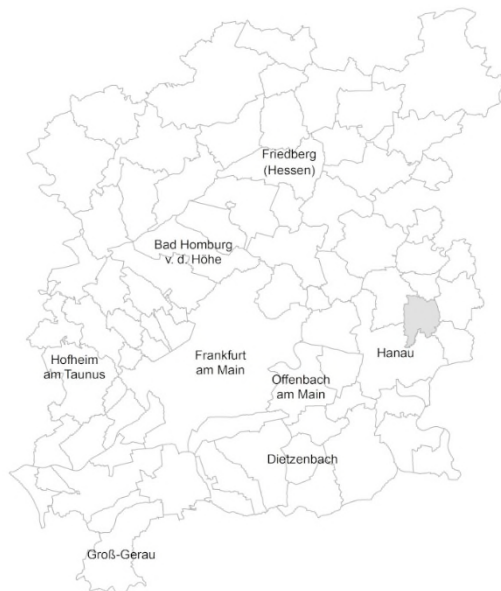 Friedberg
(Hessen)
Bad Homburg
v. d. Höhe
Frankfurt
am Main
Hanau
Hofheim
am Taunus
Offenbach
am Main
Dietzenbach
Groß-Gerau